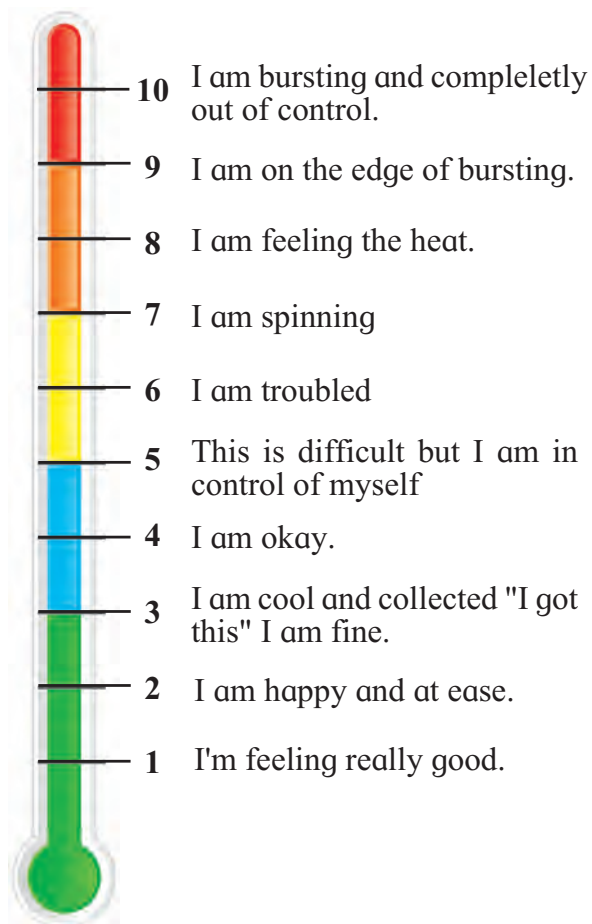 10 I am bursting and compleletly
out of control.
9 I am on the edge of bursting.
8 I am feeling the heat.
7 I am spinning
6 I am troubled
5 This is difficult but I am in
control of myself
4 I am okay.
3 I am cool and collected "I got
this" I am fine.
2 I am happy and at ease.
1 I'm feeling really good.